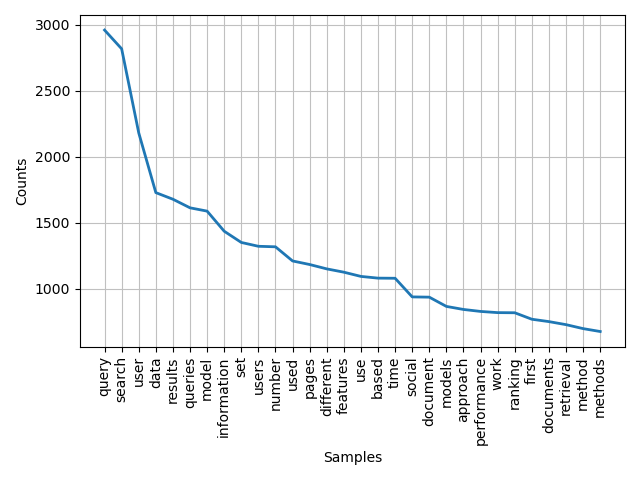 3000
2500
2000
1500
1000
Counts
query
search
user
data
results
queries
model
information
set
users
number
used
pages
different
features
use
based
time
social
document
models
approach
performance
work
ranking
first
documents
retrieval
method
methods
Samples